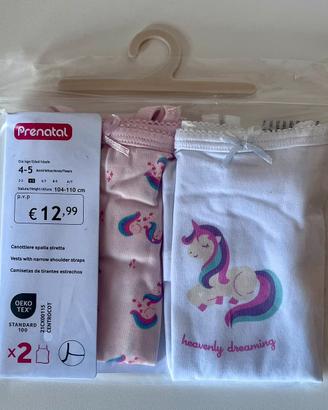 Prenatal
4-5
Statura/Height/Altura 104-110 cm
p.v.p
€12,99
Canottiere spalla stretta
Vests with narrow shoulder straps
Camisetas de tirantes estrechos
OEKO
TEX®
STANDARD
100
21CX00115
CENTROCOT
x2
heavenly dreaming